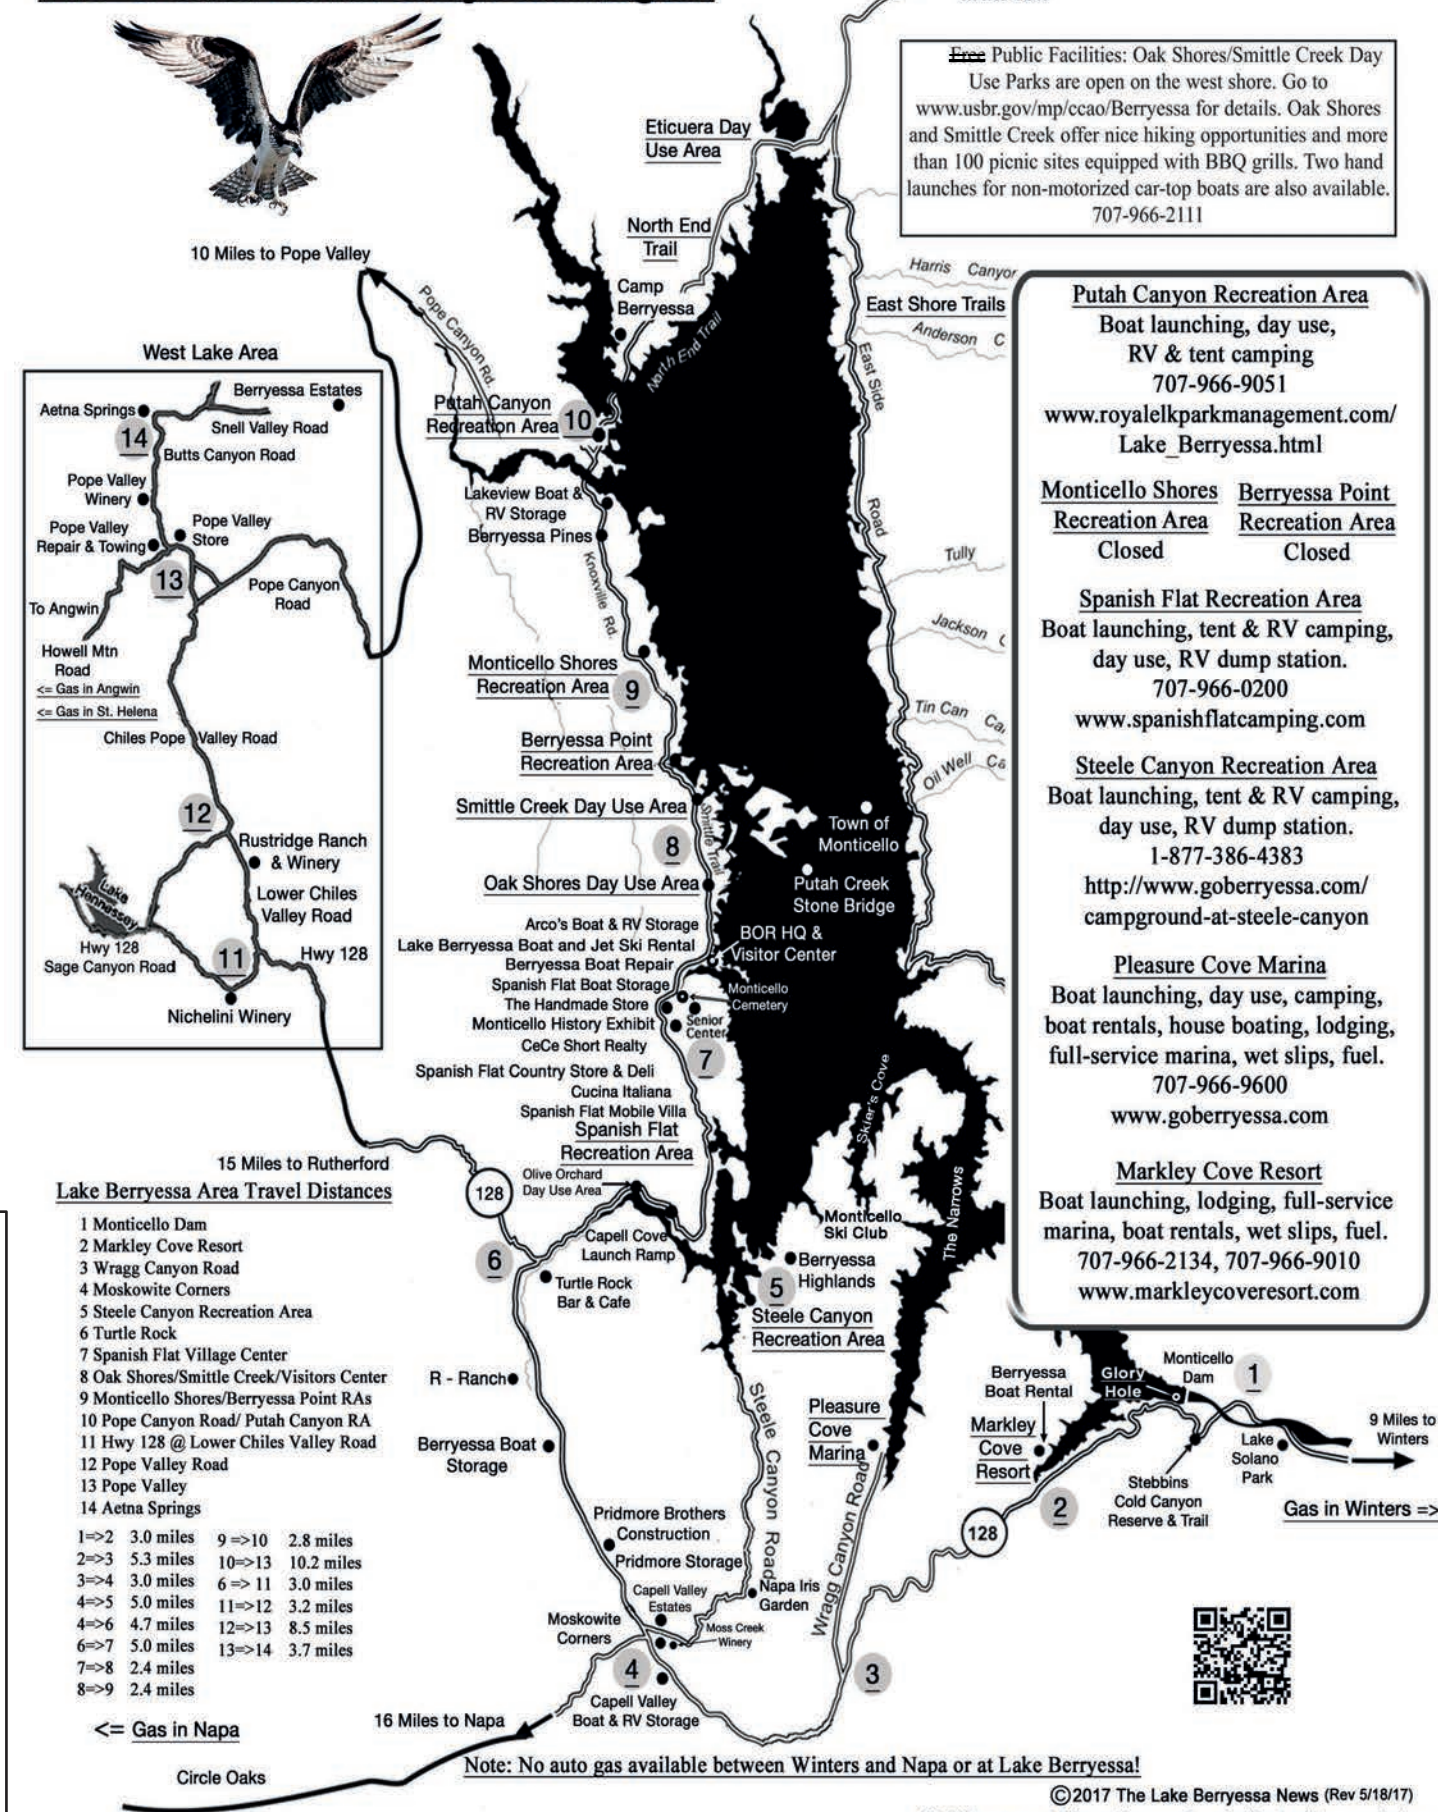 Free Public Facilities: Oak Shores/Smittle Creek Day
Use Parks are open on the west shore. Go to
www.usbr.gov/mp/ccao/Berryessa for details. Oak Shores
and Smittle Creek offer nice hiking opportunities and more
than 100 picnic sites equipped with BBQ grills. Two hand
launches for non-motorized car-top boats are also available.
707-966-2111
Eticuera Day
Use Area
North End
Trail
Camp
Berryessa
North End Trail
10 Miles to Pope Valley
Pope Canyon Rd.
Harris Canyon
East Shore Trails
Anderson C
East Side
Road
Tully
Jackson C
Tin Can Ca
Oil Well Ca
West Lake Area
Berryessa Estates
Aetna Springs
14
Snell Valley Road
Butts Canyon Road
Pope Valley
Winery
Pope Valley
Repair & Towing
Pope Valley
Store
13
Pope Canyon
Road
To Angwin
Howell Mtn
Road
<= Gas in Angwin
<= Gas in St. Helena
Chiles Pope Valley Road
12
Rustridge Ranch
& Winery
Lake
Hennessey
Lower Chiles
Valley Road
Hwy 128
Sage Canyon Road
11
Hwy 128
Nichelini Winery
Putah Canyon
Recreation Area
10
Lakeview Boat &
RV Storage
Berryessa Pines
Knoxville Rd.
Monticello Shores
Recreation Area
9
Berryessa Point
Recreation Area
Smittle Creek Day Use Area
Smittle Trail
8
Oak Shores Day Use Area
Town of
Monticello
Putah Creek
Stone Bridge
Arco's Boat & RV Storage
Lake Berryessa Boat and Jet Ski Rental
Berryessa Boat Repair
BOR HQ &
Visitor Center
Spanish Flat Boat Storage
The Handmade Store
Monticello
Cemetery
Monticello History Exhibit
Senior
Center
CeCe Short Realty
7
Spanish Flat Country Store & Deli
Cucina Italiana
Spanish Flat Mobile Villa
Spanish Flat
Recreation Area
Olive Orchard
Day Use Area
Skier's Cove
The Narrows
Monticello
Ski Club
Capell Cove
Launch Ramp
Berryessa
Highlands
5
Steele Canyon
Recreation Area
128
6
Turtle Rock
Bar & Cafe
R - Ranch
Berryessa Boat
Storage
Steele Canyon Road
Pleasure
Cove
Marina
Wragg Canyon Road
Pridmore Brothers
Construction
Pridmore Storage
Capell Valley
Estates
Napa Iris
Garden
Moss Creek
Winery
Moskowite
Corners
4
Capell Valley
Boat & RV Storage
3
Berryessa
Boat Rental
Markley
Cove
Resort
Glory
Hole
Monticello
Dam
1
2
128
Stebbins
Cold Canyon
Reserve & Trail
Lake
Solano
Park
9 Miles to
Winters
Gas in Winters =>
Putah Canyon Recreation Area
Boat launching, day use,
RV & tent camping
707-966-9051
www.royalelkparkmanagement.com/
Lake_Berryessa.html
Monticello Shores
Recreation Area
Closed
Berryessa Point
Recreation Area
Closed
Spanish Flat Recreation Area
Boat launching, tent & RV camping,
day use, RV dump station.
707-966-0200
www.spanishflatcamping.com
Steele Canyon Recreation Area
Boat launching, tent & RV camping,
day use, RV dump station.
1-877-386-4383
http://www.goberryessa.com/
campground-at-steele-canyon
Pleasure Cove Marina
Boat launching, day use, camping,
boat rentals, house boating, lodging,
full-service marina, wet slips, fuel.
707-966-9600
www.goberryessa.com
Markley Cove Resort
Boat launching, lodging, full-service
marina, boat rentals, wet slips, fuel.
707-966-2134, 707-966-9010
www.markleycoveresort.com
15 Miles to Rutherford
Lake Berryessa Area Travel Distances
1 Monticello Dam
2 Markley Cove Resort
3 Wragg Canyon Road
4 Moskowite Corners
5 Steele Canyon Recreation Area
6 Turtle Rock
7 Spanish Flat Village Center
8 Oak Shores/Smittle Creek/Visitors Center
9 Monticello Shores/Berryessa Point RAs
10 Pope Canyon Road/ Putah Canyon RA
11 Hwy 128 @ Lower Chiles Valley Road
12 Pope Valley Road
13 Pope Valley
14 Aetna Springs
1=>2 3.0 miles
2=>3 5.3 miles
3=>4 3.0 miles
4=>5 5.0 miles
4=>6 4.7 miles
6=>7 5.0 miles
7=>8 2.4 miles
8=>9 2.4 miles
9 =>10 2.8 miles
10=>13 10.2 miles
6 => 11 3.0 miles
11=>12 3.2 miles
12=>13 8.5 miles
13=>14 3.7 miles
<= Gas in Napa
16 Miles to Napa
Circle Oaks
Note: No auto gas available between Winters and Napa or at Lake Berryessa!
©2017 The Lake Berryessa News (Rev 5/18/17)